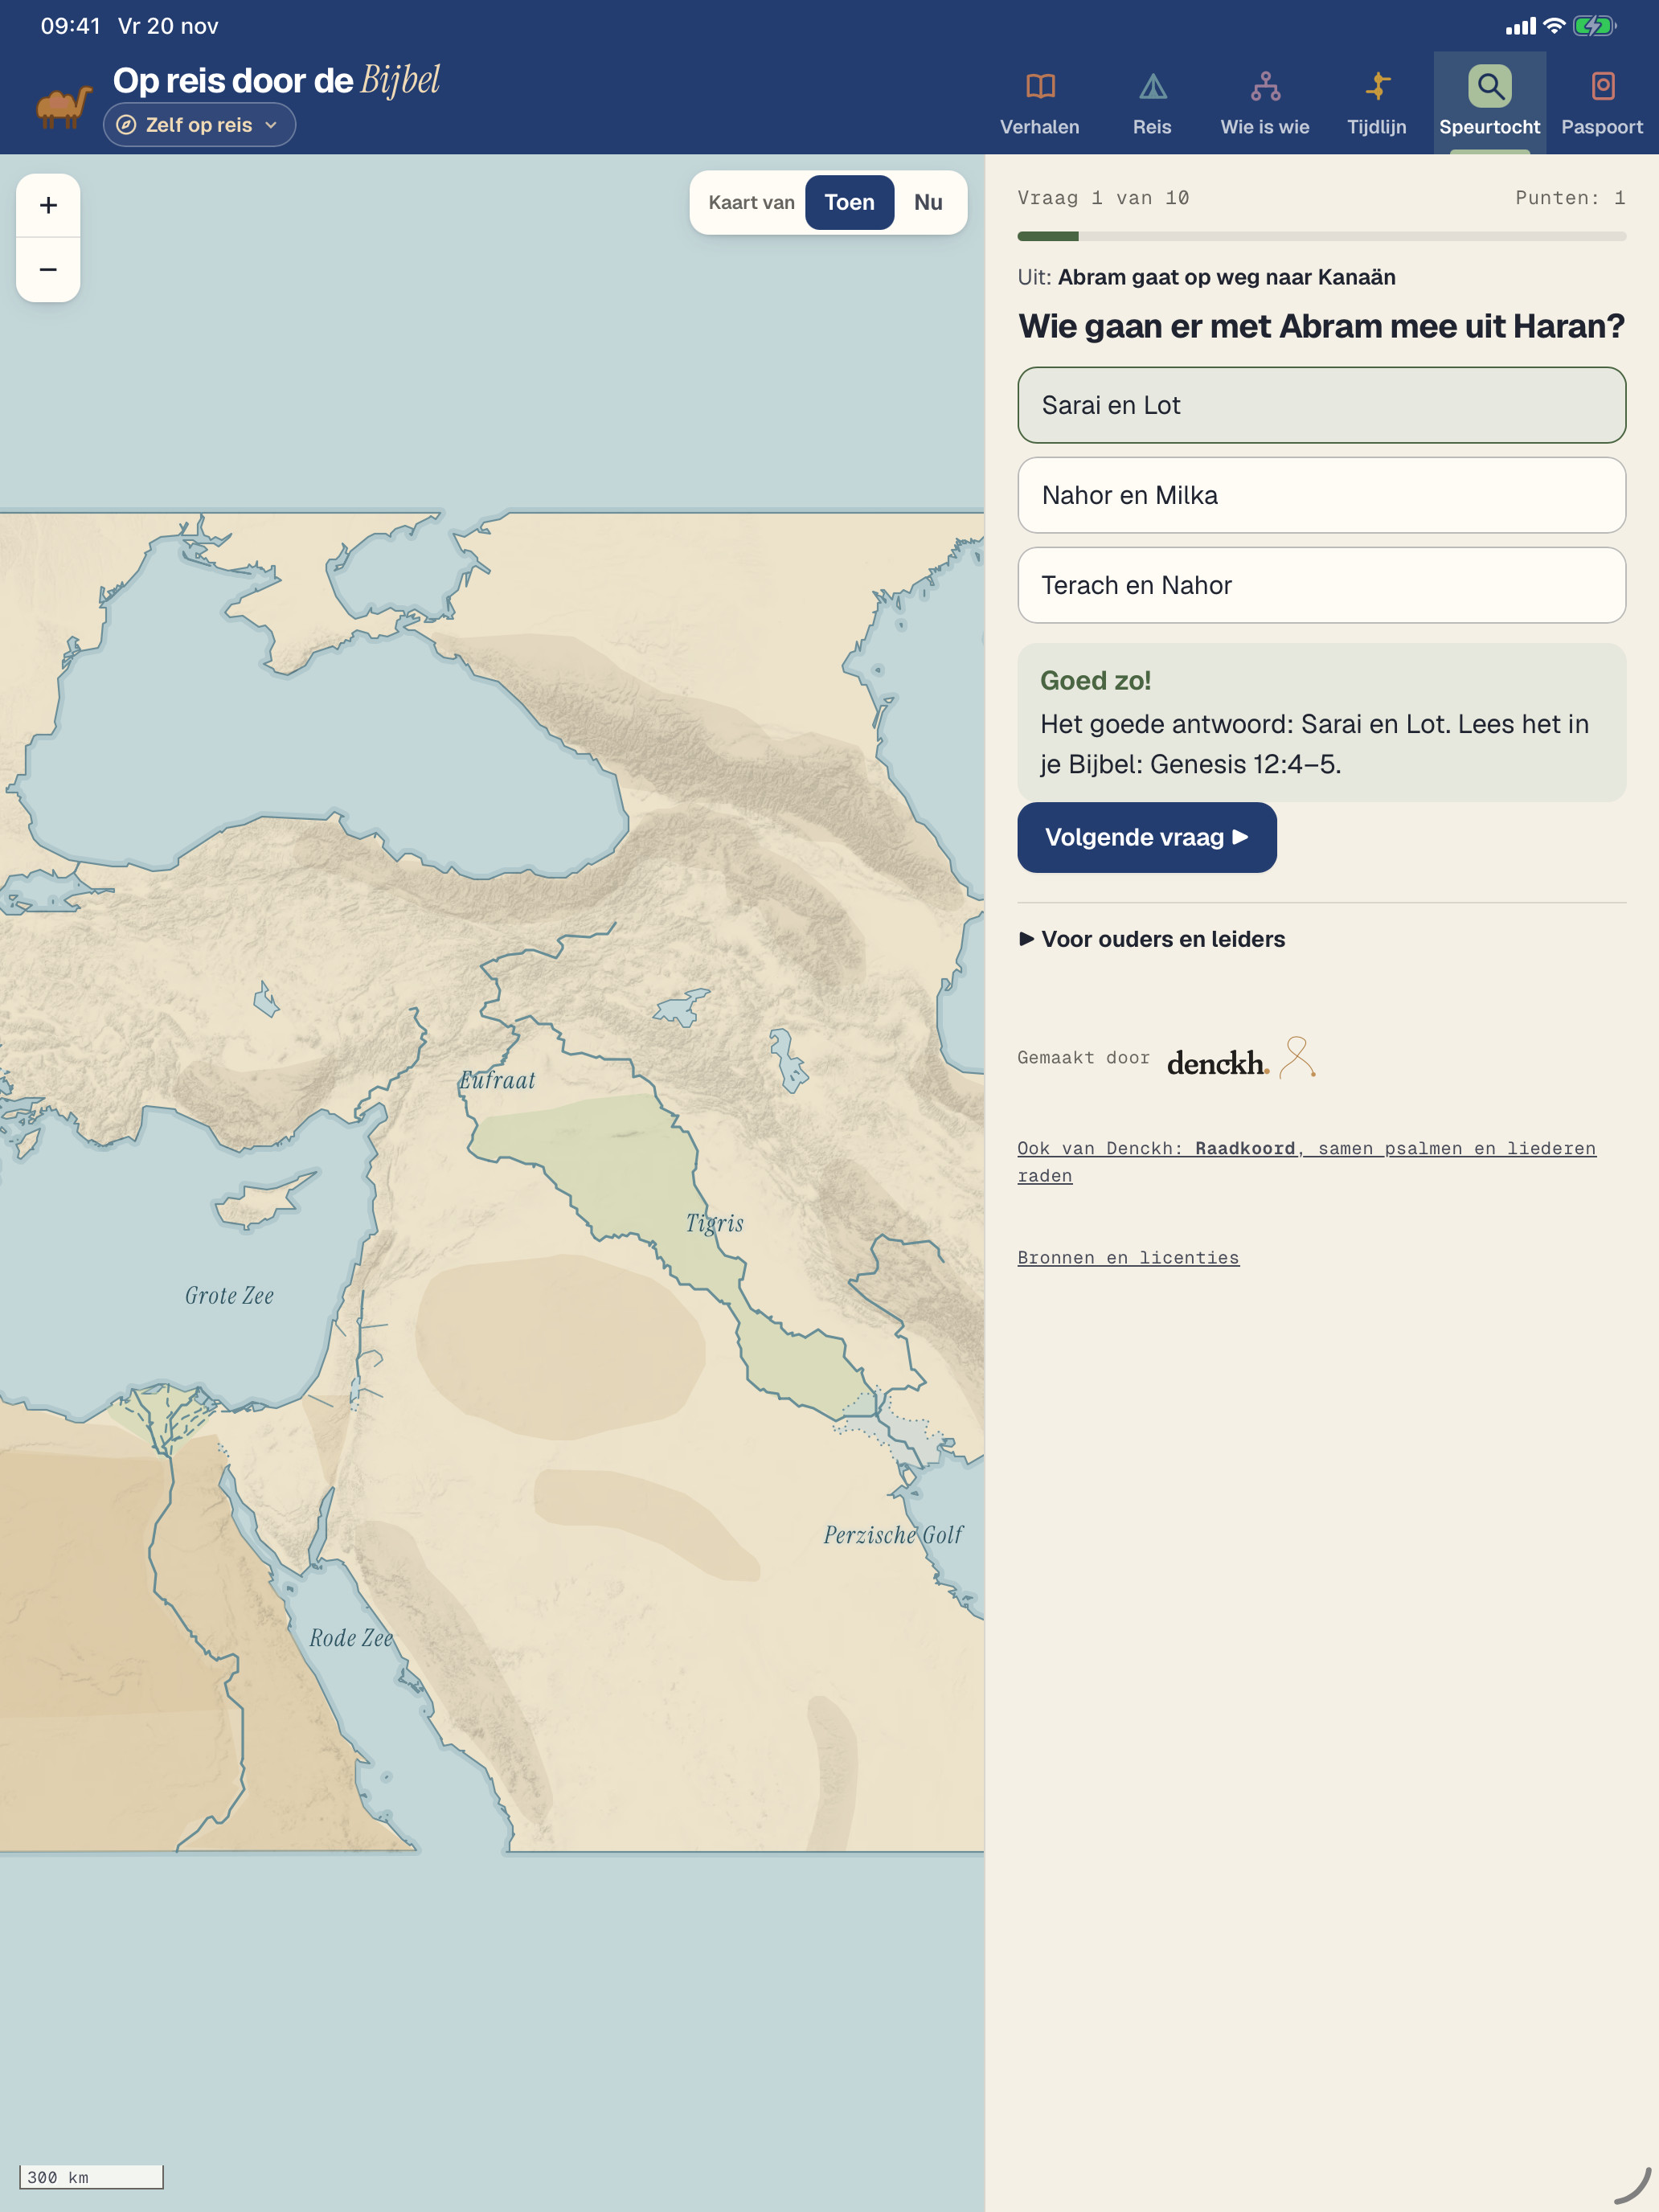 09:41 Vr 20 nov
Op reis door de Bijbel
Zelf op reis
Verhalen
Reis
Wie is wie
Tijdlijn
Speurtocht
Paspoort
+
−
Kaart van Toen Nu
Eufraat
Tigris
Grote Zee
Perzische Golf
Rode Zee
300 km
Vraag 1 van 10
Punten: 1
Uit: Abram gaat op weg naar Kanaän
Wie gaan er met Abram mee uit Haran?
Sarai en Lot
Nahor en Milka
Terach en Nahor
Goed zo!
Het goede antwoord: Sarai en Lot. Lees het in
je Bijbel: Genesis 12:4–5.
Volgende vraag ▶
▶ Voor ouders en leiders
Gemaakt door denckh.
Ook van Denckh: Raadkoord, samen psalmen en liederen
raden
Bronnen en licenties